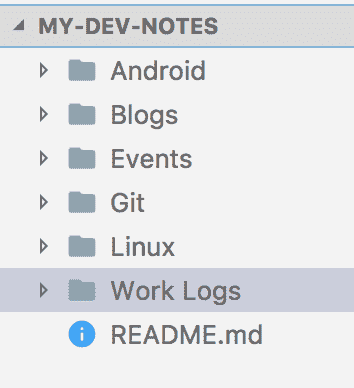 MY-DEV-NOTES
Android
Blogs
Events
Git
Linux
Work Logs
README.md